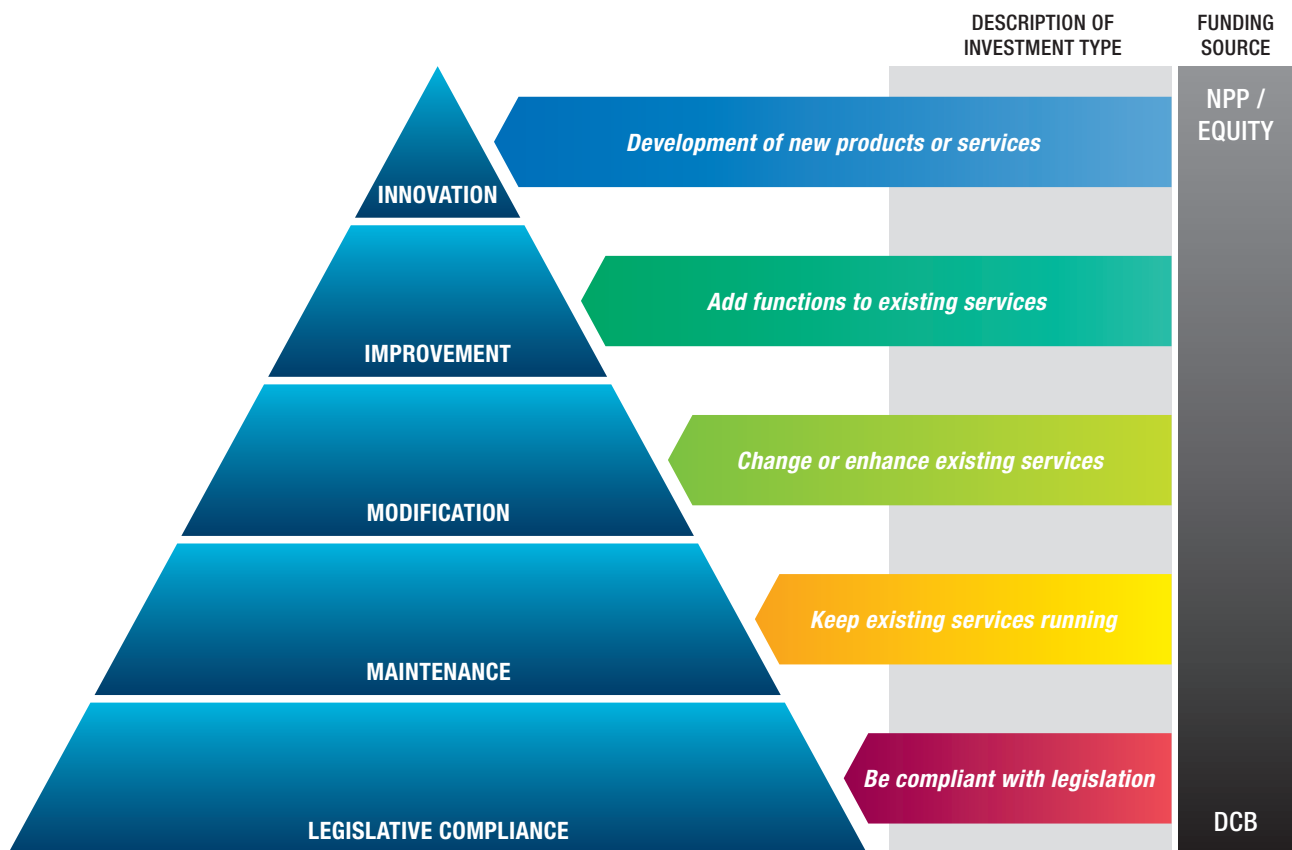 DESCRIPTION OF
INVESTMENT TYPE
FUNDING
SOURCE
NPP /
EQUITY
Development of new products or services
INNOVATION
Add functions to existing services
IMPROVEMENT
Change or enhance existing services
MODIFICATION
Keep existing services running
MAINTENANCE
Be compliant with legislation
LEGISLATIVE COMPLIANCE
DCB